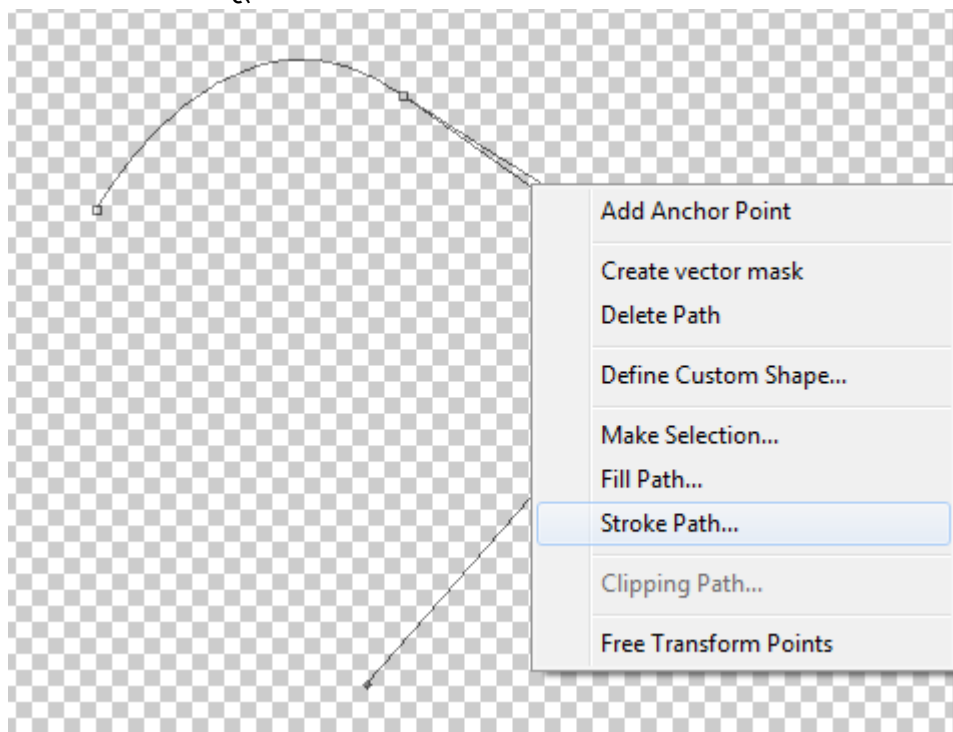 Add Anchor Point
Create vector mask
Delete Path
Define Custom Shape...
Make Selection...
Fill Path...
Stroke Path...
Clipping Path...
Free Transform Points